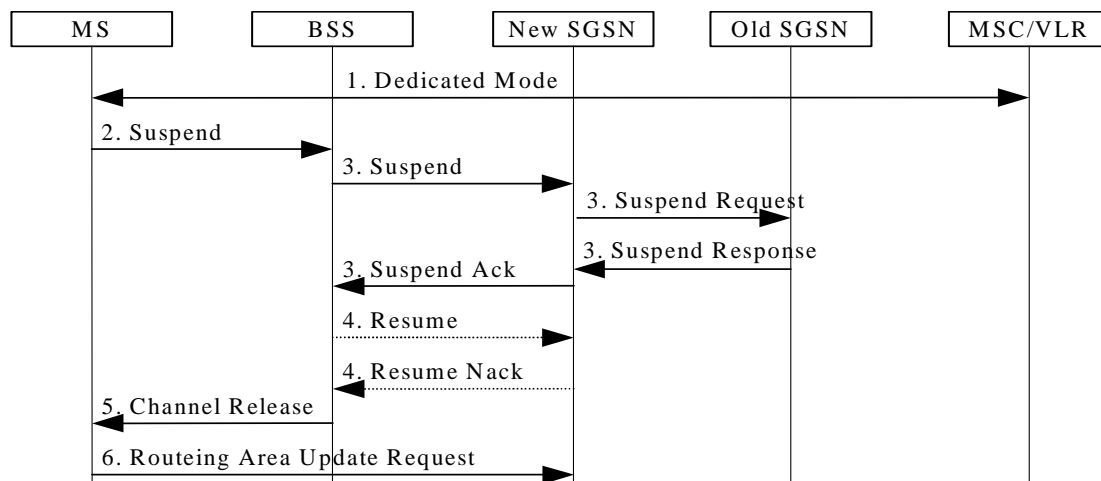 MS
BSS
New SGSN
Old SGSN
MSC/VLR
1. Dedicated Mode
2. Suspend
3. Suspend
3. Suspend Request
3. Suspend Response
3. Suspend Ack
4. Resume
4. Resume Nack
5. Channel Release
6. Routeing Area Update Request